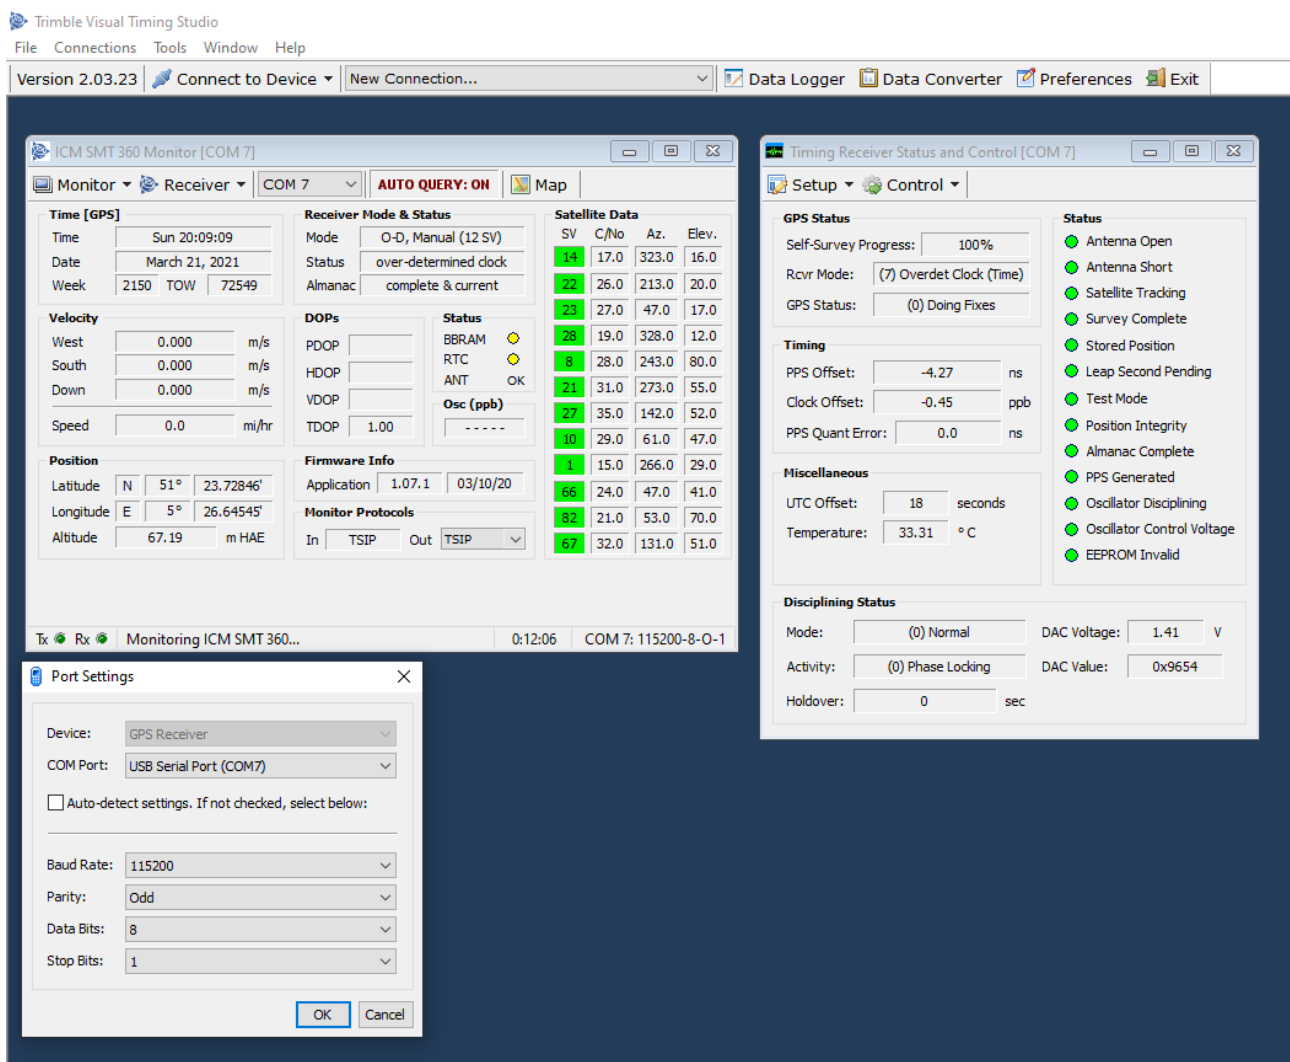 Trimble Visual Timing Studio
File Connections Tools Window Help
Version 2.03.23 Connect to Device New Connection... Data Logger Data Converter Preferences Exit
ICM SMT 360 Monitor [COM 7]
Monitor Receiver COM 7 AUTO QUERY: ON Map
Time [GPS]
Time Sun 20:09:09
Date March 21, 2021
Week 2150 TOW 72549
Receiver Mode & Status
Mode O-D, Manual (12 SV)
Status over-determined clock
Almanac complete & current
Velocity
West 0.000 m/s
South 0.000 m/s
Down 0.000 m/s
Speed 0.0 mi/hr
DOPs
PDOP
HDOP
VDOP
TDOP 1.00
Status
BBRAM
RTC
ANT OK
Osc (ppb)
- - - - -
Position
Latitude N 51° 23.72846'
Longitude E 5° 26.64545'
Altitude 67.19 m HAE
Firmware Info
Application 1.07.1 03/10/20
Monitor Protocols
In TSIP Out TSIP
Satellite Data
SV C/No Az. Elev.
14 17.0 323.0 16.0
22 26.0 213.0 20.0
23 27.0 47.0 17.0
28 19.0 328.0 12.0
8 28.0 243.0 80.0
21 31.0 273.0 55.0
27 35.0 142.0 52.0
10 29.0 61.0 47.0
1 15.0 266.0 29.0
66 24.0 47.0 41.0
82 21.0 53.0 70.0
67 32.0 131.0 51.0
Tx Rx Monitoring ICM SMT 360... 0:12:06 COM 7: 115200-8-O-1
Timing Receiver Status and Control [COM 7]
Setup Control
GPS Status
Self-Survey Progress: 100%
Rcvr Mode: (7) Overdet Clock (Time)
GPS Status: (0) Doing Fixes
Timing
PPS Offset: -4.27 ns
Clock Offset: -0.45 ppb
PPS Quant Error: 0.0 ns
Miscellaneous
UTC Offset: 18 seconds
Temperature: 33.31 °C
Status
Antenna Open
Antenna Short
Satellite Tracking
Survey Complete
Stored Position
Leap Second Pending
Test Mode
Position Integrity
Almanac Complete
PPS Generated
Oscillator Disciplining
Oscillator Control Voltage
EEPROM Invalid
Disciplining Status
Mode: (0) Normal DAC Voltage: 1.41 V
Activity: (0) Phase Locking DAC Value: 0x9654
Holdover: 0 sec
Port Settings
Device: GPS Receiver
COM Port: USB Serial Port (COM7)
Auto-detect settings. If not checked, select below:
Baud Rate: 115200
Parity: Odd
Data Bits: 8
Stop Bits: 1
OK Cancel